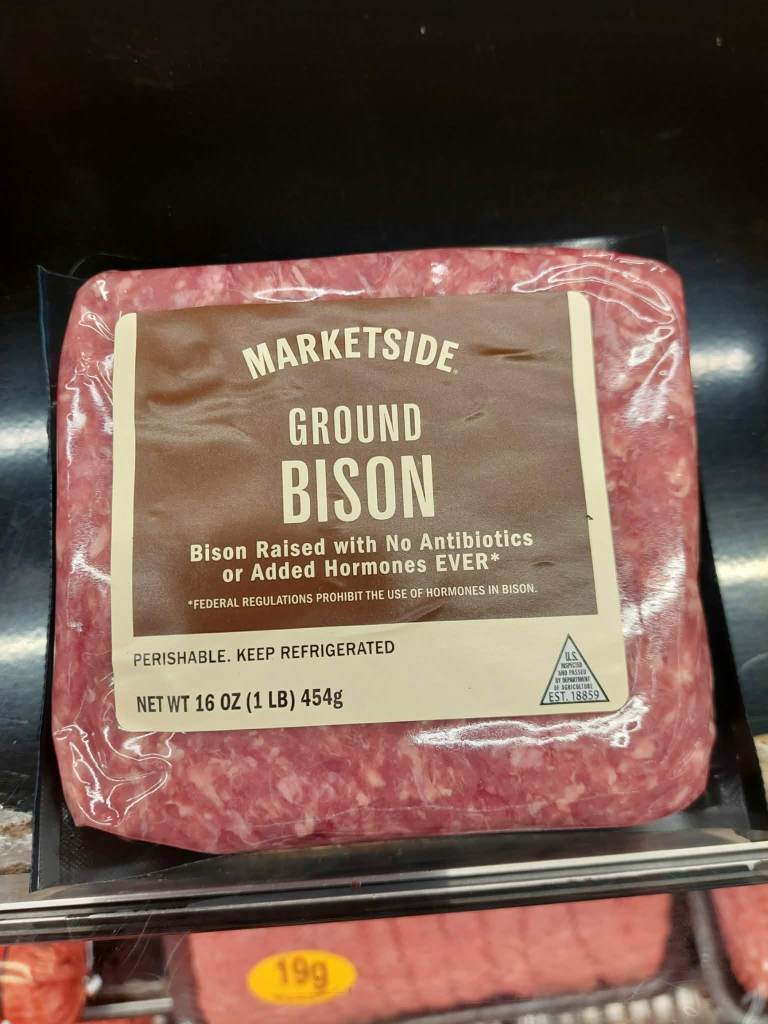 MARKETSIDE
GROUND
BISON
Bison Raised with No Antibiotics
or Added Hormones EVER*
*FEDERAL REGULATIONS PROHIBIT THE USE OF HORMONES IN BISON.
PERISHABLE. KEEP REFRIGERATED
NET WT 16 OZ (1 LB) 454g
U.S.
INSPECTED
AND PASSED
BY DEPARTMENT
OF AGRICULTURE
EST. 18859
19g